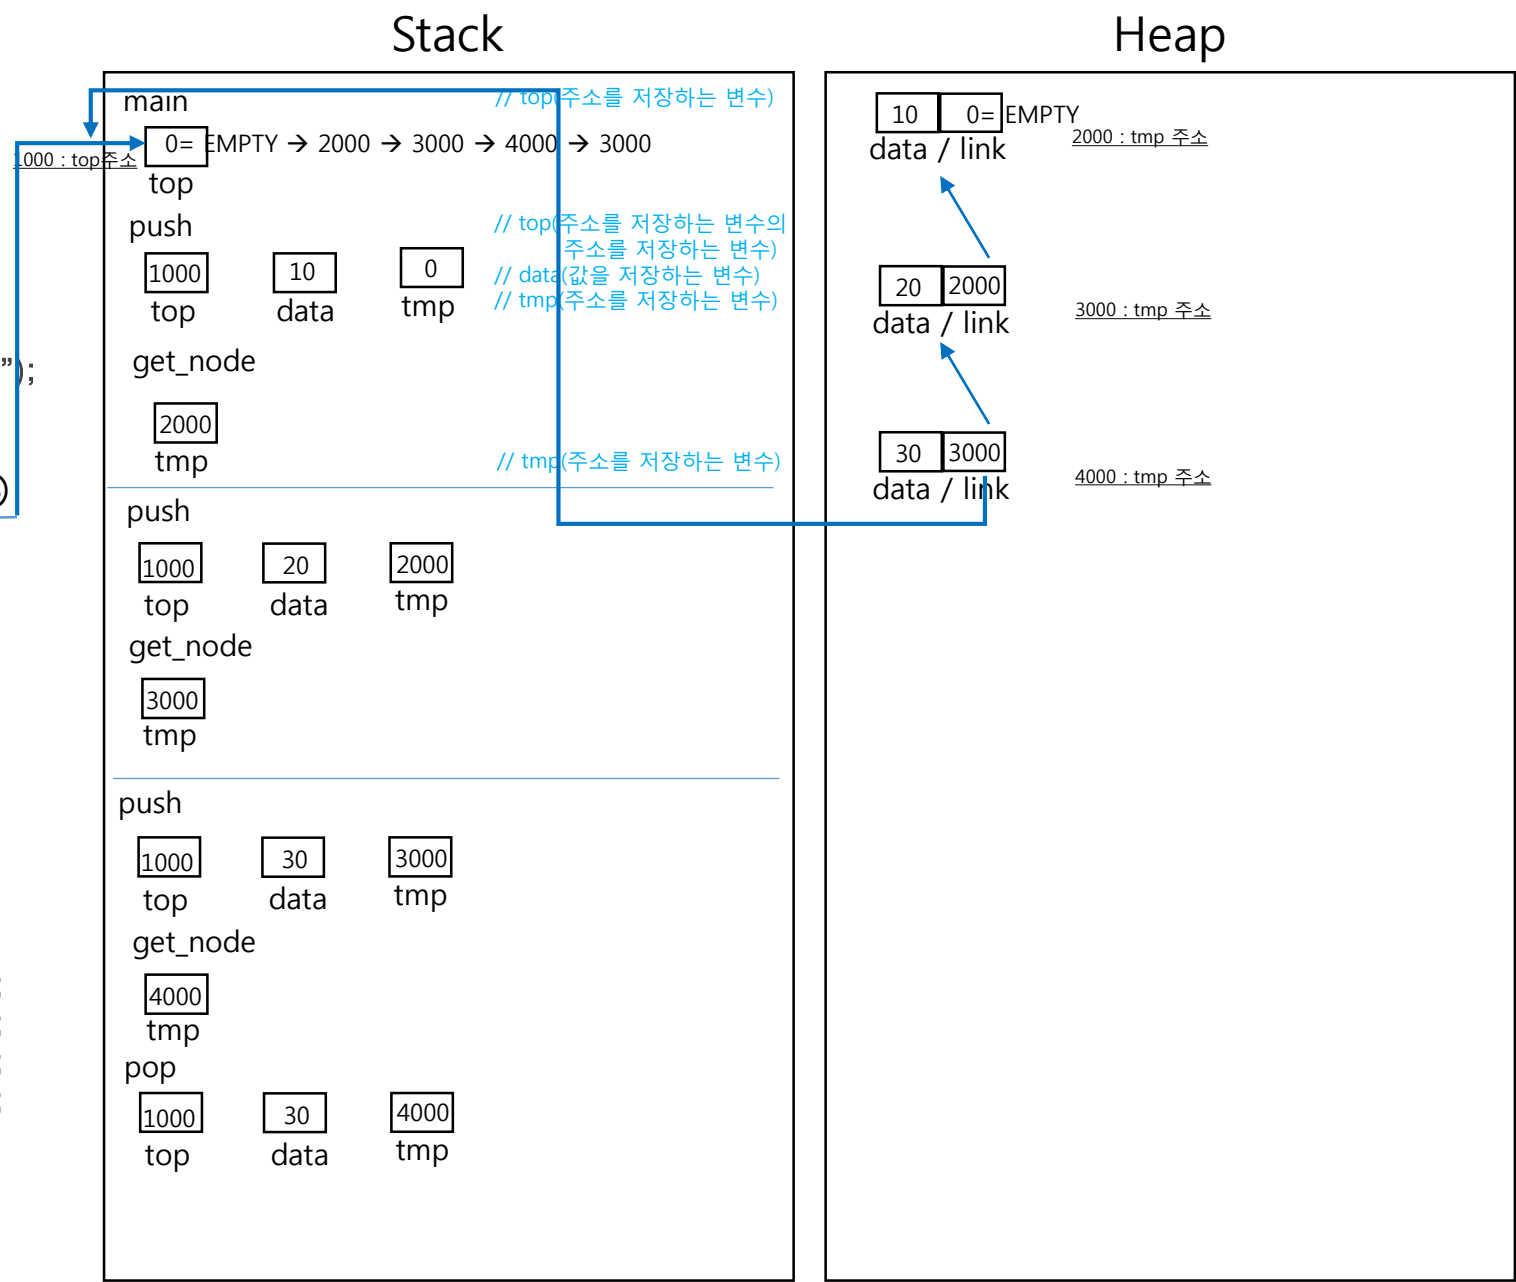 Stack
Heap
main
// top(주소를 저장하는 변수)
0= EMPTY → 2000 → 3000 → 4000 → 3000
1000 : top주소
top
push
// top(주소를 저장하는 변수의
주소를 저장하는 변수)
1000 10 0
// data(값을 저장하는 변수)
top data tmp
// tmp(주소를 저장하는 변수)
get_node
”);
2000
tmp
// tmp(주소를 저장하는 변수)
push
1000 20 2000
top data tmp
get_node
3000
tmp
push
1000 30 3000
top data tmp
get_node
4000
tmp
pop
1000 30 4000
top data tmp
10 0= EMPTY
data / link
2000 : tmp 주소
20 2000
data / link
3000 : tmp 주소
30 3000
data / link
4000 : tmp 주소